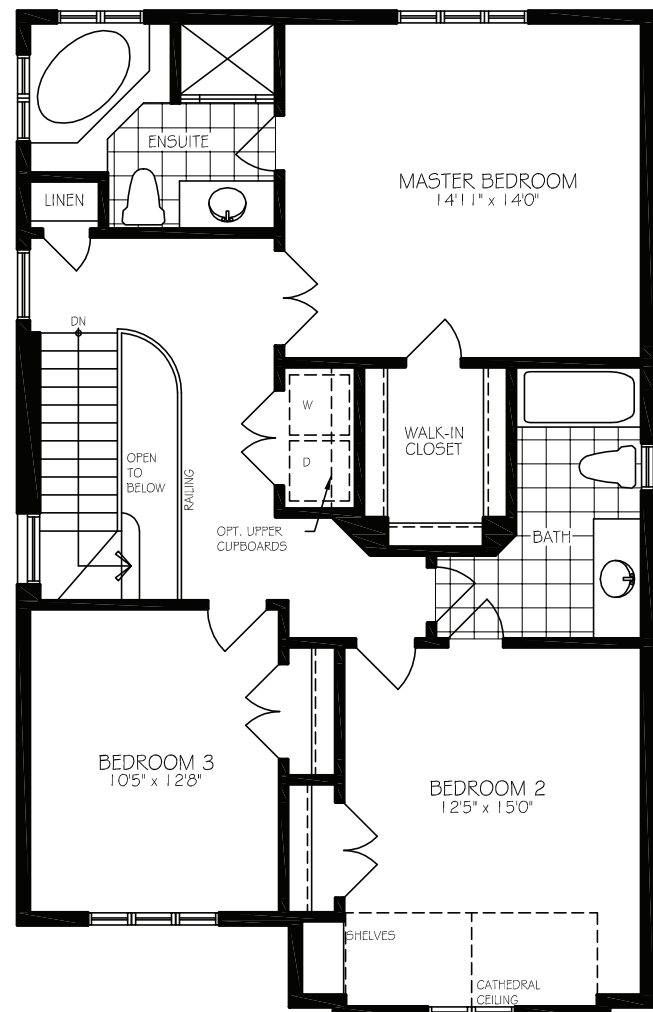 ENSUITE
MASTER BEDROOM
14'11" x 14'0"
LINEN
DN
W
D
WALK-IN
CLOSET
OPEN
TO
BELOW
RAILING
OPT. UPPER
CUPBOARDS
BATH
BEDROOM 3
10'5" x 12'8"
BEDROOM 2
12'5" x 15'0"
SHELVES
CATHEDRAL
CEILING